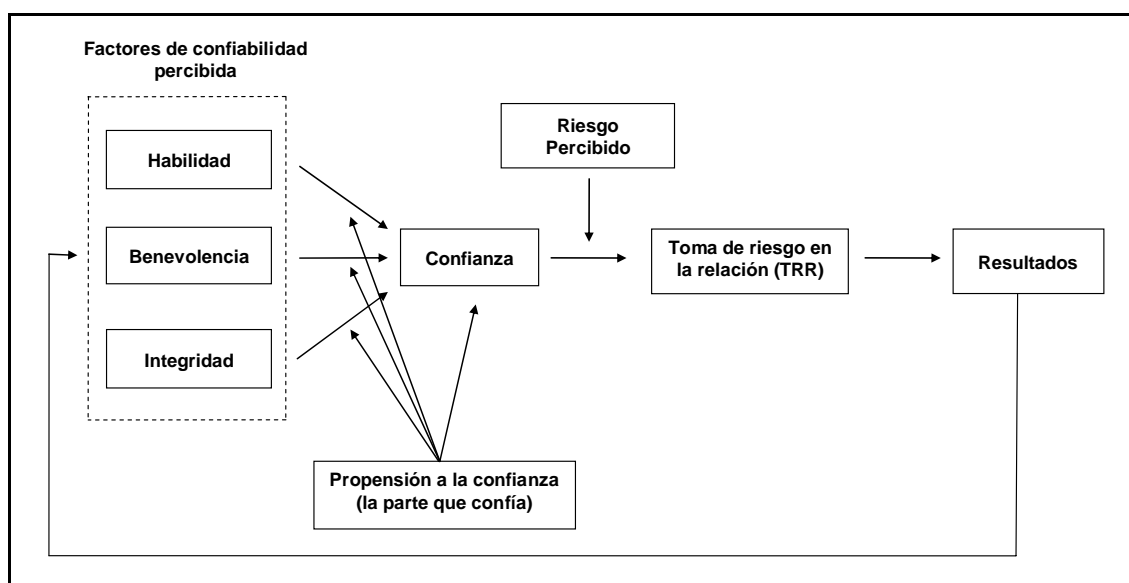 Factores de confiabilidad
percibida
Habilidad
Benevolencia
Integridad
Riesgo
Percibido
Confianza
Toma de riesgo en
la relación (TRR)
Resultados
Propensión a la confianza
(la parte que confía)